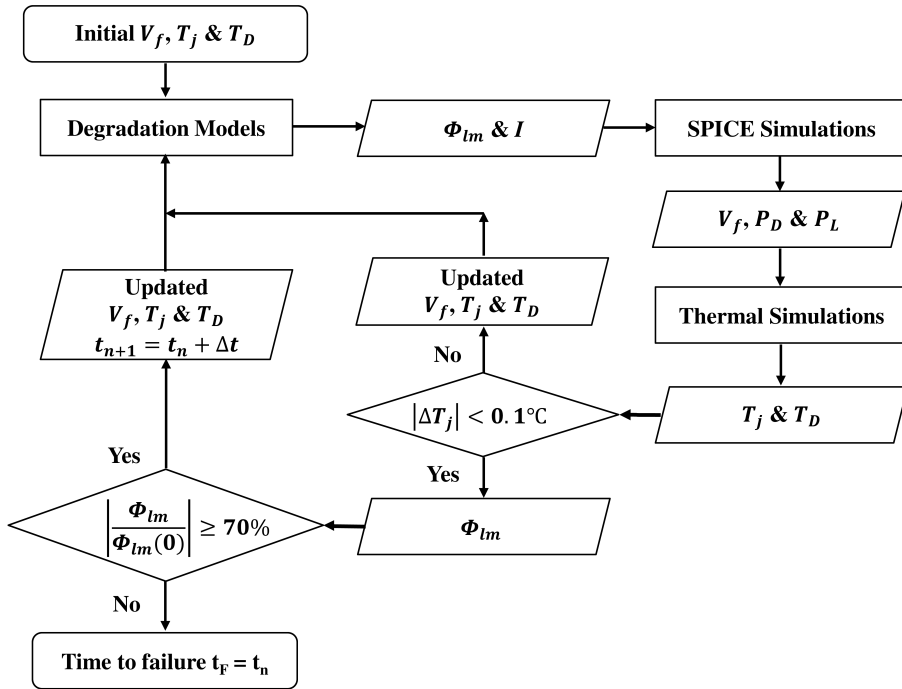 Initial V_f, T_j & T_D
Degradation Models
Φ_lm & I
SPICE Simulations
V_f, P_D & P_L
Thermal Simulations
T_j & T_D
|ΔT_j| < 0.1°C
No
Updated
V_f, T_j & T_D
Yes
Φ_lm
|Φ_lm / Φ_lm(0)| ≥ 70%
Yes
Updated
V_f, T_j & T_D
t_{n+1} = t_n + Δt
No
Time to failure t_F = t_n